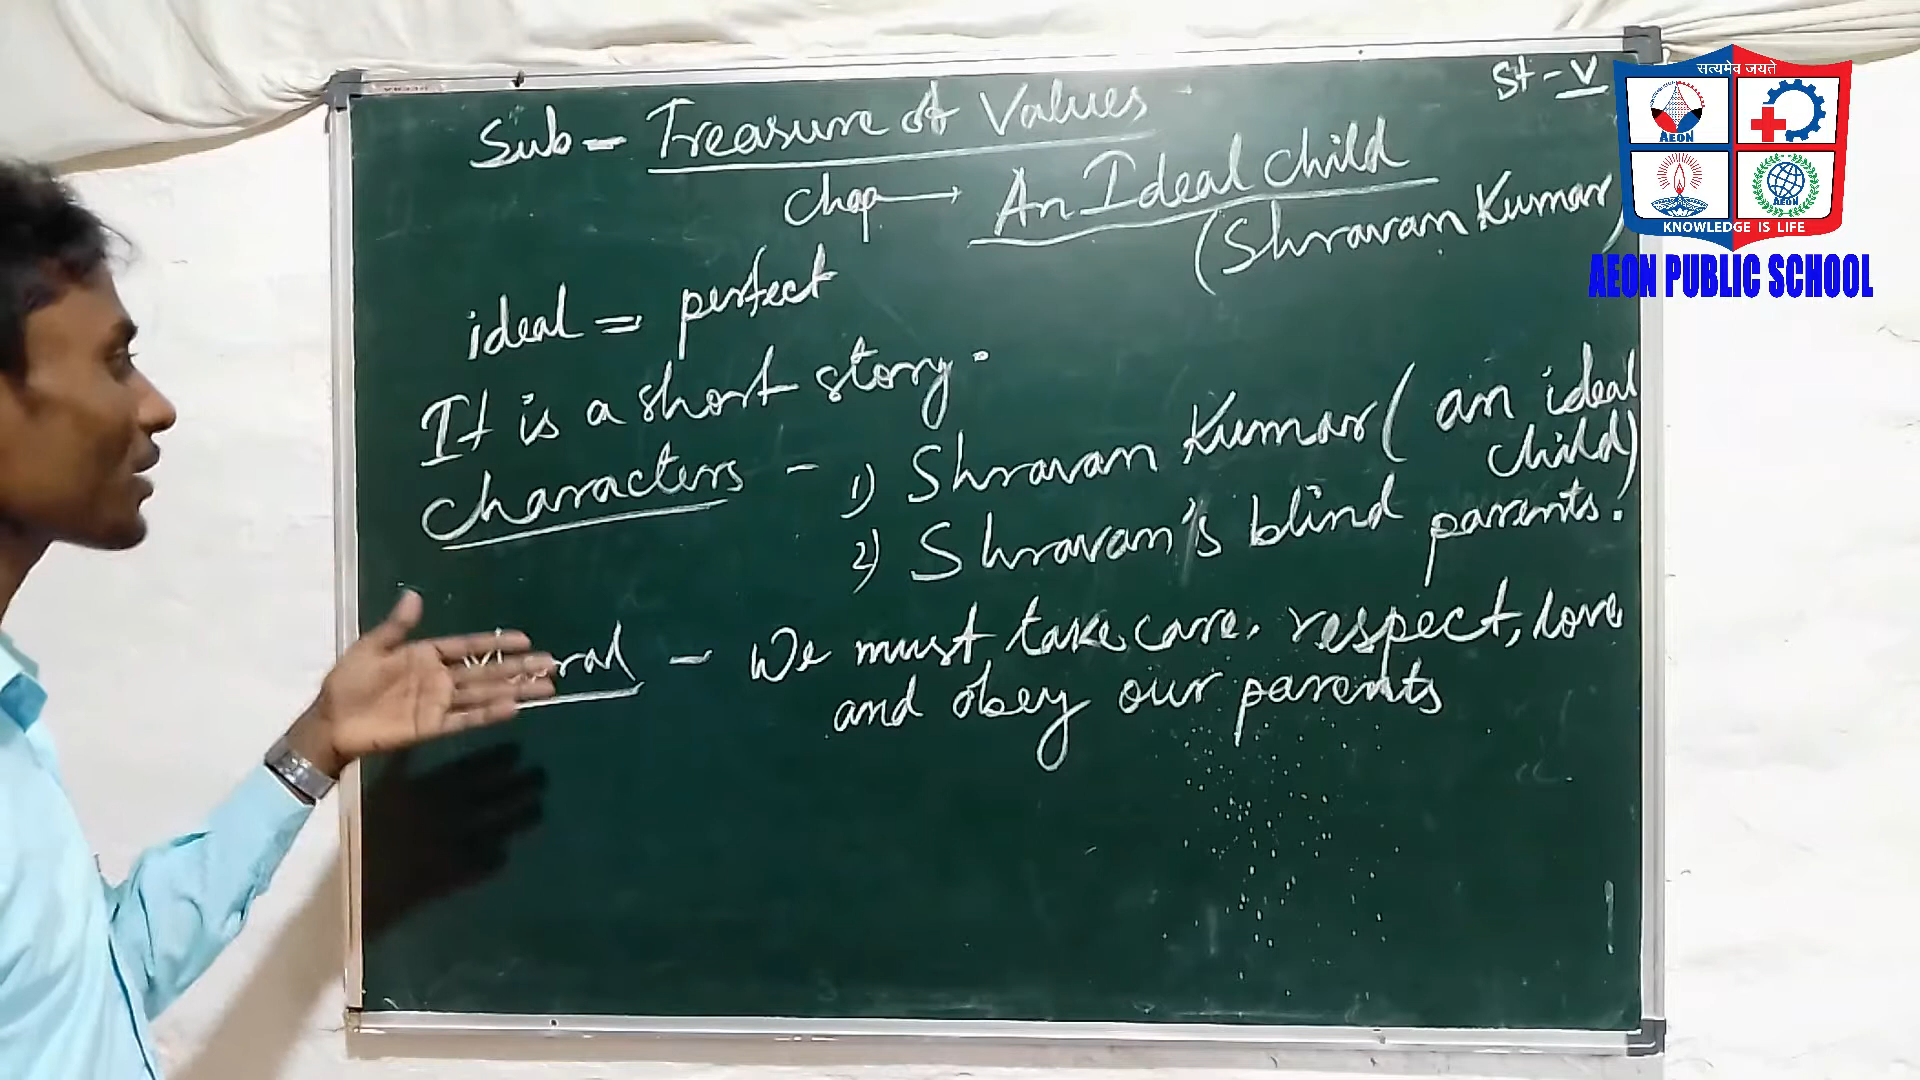 St - V
Sub - Treasure of Values
Chap → An Ideal child
(Shravan Kumar)
ideal = perfect
It is a short story.
characters - 1) Shravan Kumar (an ideal
child)
2) Shravan's blind parents.
Moral - We must take care, respect, love
and obey our parents
सत्यमेव जयते
AEON
AEON
KNOWLEDGE IS LIFE
AEON PUBLIC SCHOOL